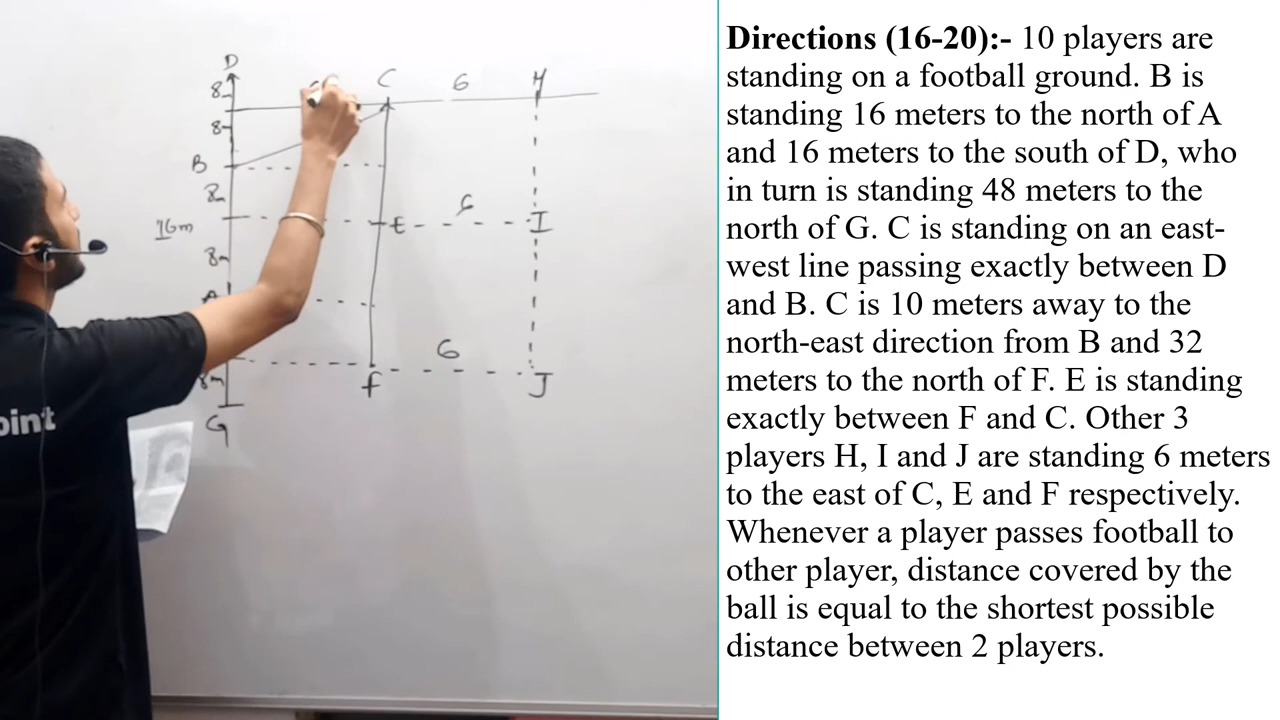 D
8m
C
6
H
8m
B
8m
16m
E
6
I
8m
A
6
8m
F
J
G
oint
Directions (16-20):- 10 players are
standing on a football ground. B is
standing 16 meters to the north of A
and 16 meters to the south of D, who
in turn is standing 48 meters to the
north of G. C is standing on an east-
west line passing exactly between D
and B. C is 10 meters away to the
north-east direction from B and 32
meters to the north of F. E is standing
exactly between F and C. Other 3
players H, I and J are standing 6 meters
to the east of C, E and F respectively.
Whenever a player passes football to
other player, distance covered by the
ball is equal to the shortest possible
distance between 2 players.